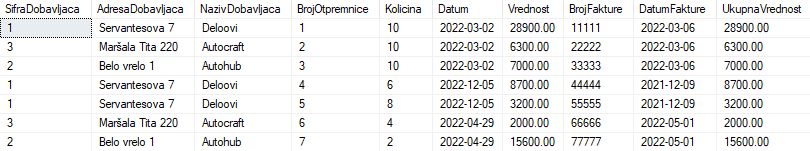 SifraDobavljaca AdresaDobavljaca NazivDobavljaca BrojOtpremnice Kolicina Datum Vrednost BrojFakture DatumFakture UkupnaVrednost
1 Servantesova 7 Deloovi 1 10 2022-03-02 28900.00 11111 2022-03-06 28900.00
3 Maršala Tita 220 Autocraft 2 10 2022-03-02 6300.00 22222 2022-03-06 6300.00
2 Belo vrelo 1 Autohub 3 10 2022-03-02 7000.00 33333 2022-03-06 7000.00
1 Servantesova 7 Deloovi 4 6 2022-12-05 8700.00 44444 2021-12-09 8700.00
1 Servantesova 7 Deloovi 5 8 2022-12-05 3200.00 55555 2021-12-09 3200.00
3 Maršala Tita 220 Autocraft 6 4 2022-04-29 2000.00 66666 2022-05-01 2000.00
2 Belo vrelo 1 Autohub 7 2 2022-04-29 15600.00 77777 2022-05-01 15600.00